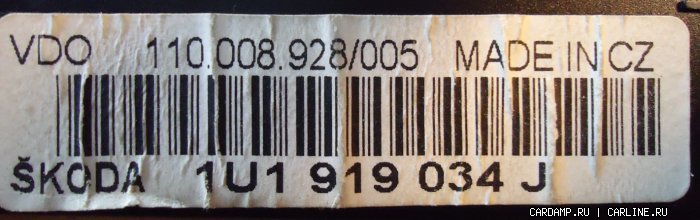 VDO 110.008.928/005 MADE IN CZ
ŠKODA 1U1 919 034 J
CARDAMP.RU | CARLINE.RU